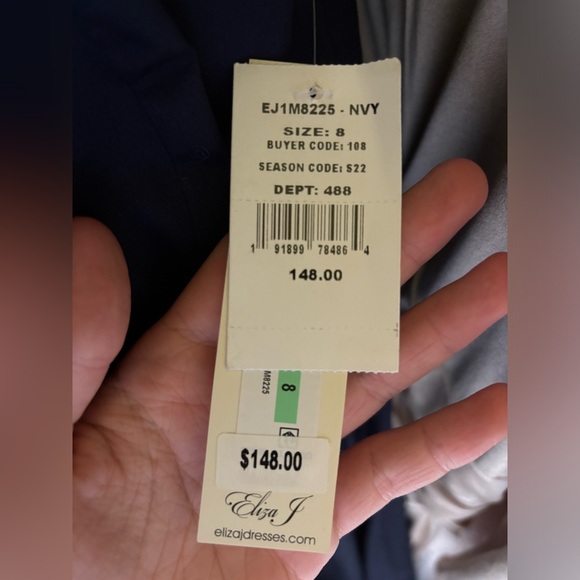 EJ1M8225 - NVY
SIZE: 8
BUYER CODE: 108
SEASON CODE: S22
DEPT: 488
1 91899 78486 4
148.00
8
M8225
$148.00
Eliza J
elizajdresses.com